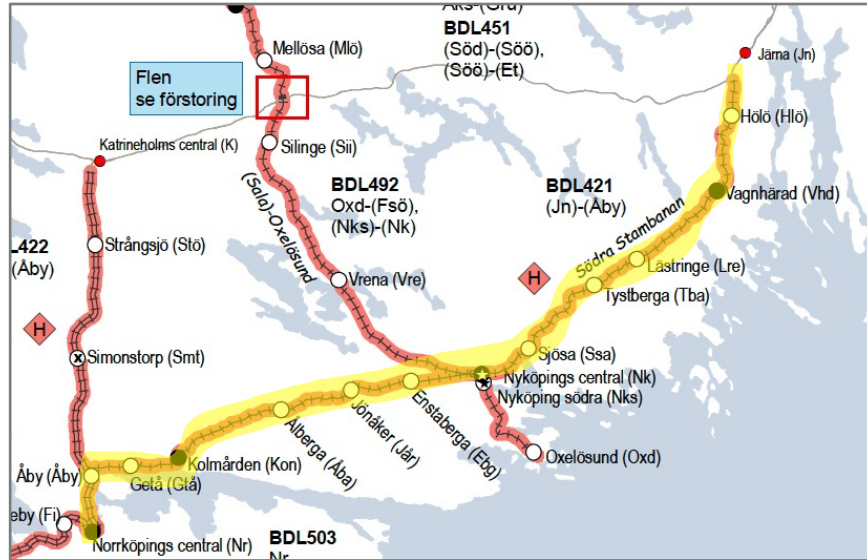 Aks-(Gru)
BDL451
(Söd)-(Söö),
(Söö)-(Et)
Mellösa (Mlö)
Järna (Jn)
Flen
se förstoring
Hölö (Hlö)
Katrineholms central (K)
Silinge (Sii)
BDL492
Oxd-(Fsö),
(Nks)-(Nk)
BDL421
(Jn)-(Åby)
Vagnhärad (Vhd)
(Sala)-Oxelösund
Södra Stambanan
L422
(Åby)
Strångsjö (Stö)
Lästringe (Lre)
H
Vrena (Vre)
Tystberga (Tba)
H
Simonstorp (Smt)
Sjösa (Ssa)
Nyköpings central (Nk)
Nyköping södra (Nks)
Enstaberga (Ebg)
Jönåker (Jår)
Ålberga (Åba)
Kolmården (Kon)
Oxelösund (Oxd)
Åby (Åby)
Getå (Gtå)
eby (Fi)
Norrköpings central (Nr)
BDL503
Nr